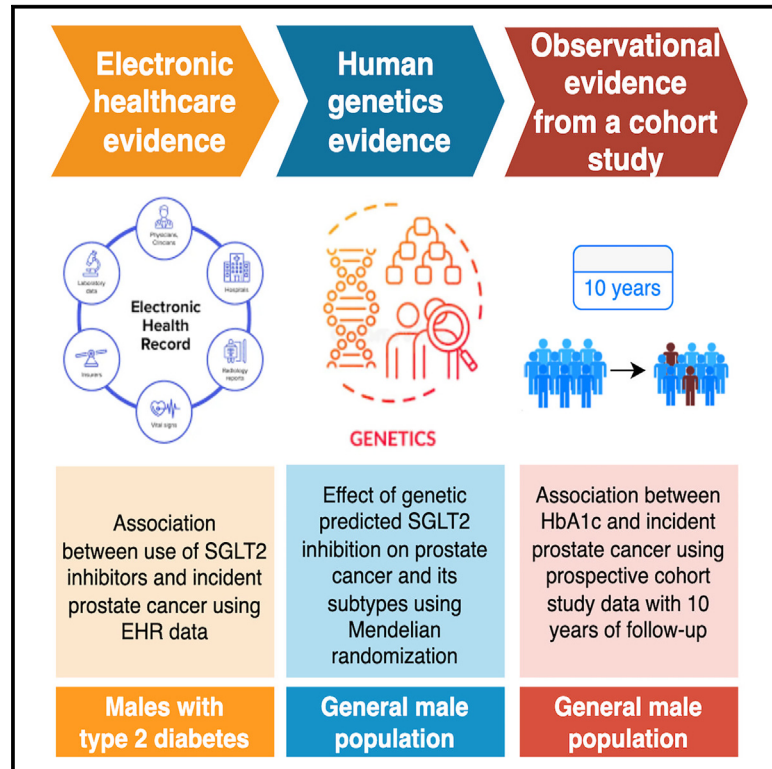 Electronic
healthcare
evidence
Human
genetics
evidence
Observational
evidence
from a cohort
study
Physicians,
Clinicians
Laboratory
data
Hospitals
Electronic
Health
Record
Insurers
Radiology
reports
Vital signs
GENETICS
10 years
Association
between use of SGLT2
inhibitors and incident
prostate cancer using
EHR data
Effect of genetic
predicted SGLT2
inhibition on prostate
cancer and its
subtypes using
Mendelian
randomization
Association between
HbA1c and incident
prostate cancer using
prospective cohort
study data with 10
years of follow-up
Males with
type 2 diabetes
General male
population
General male
population